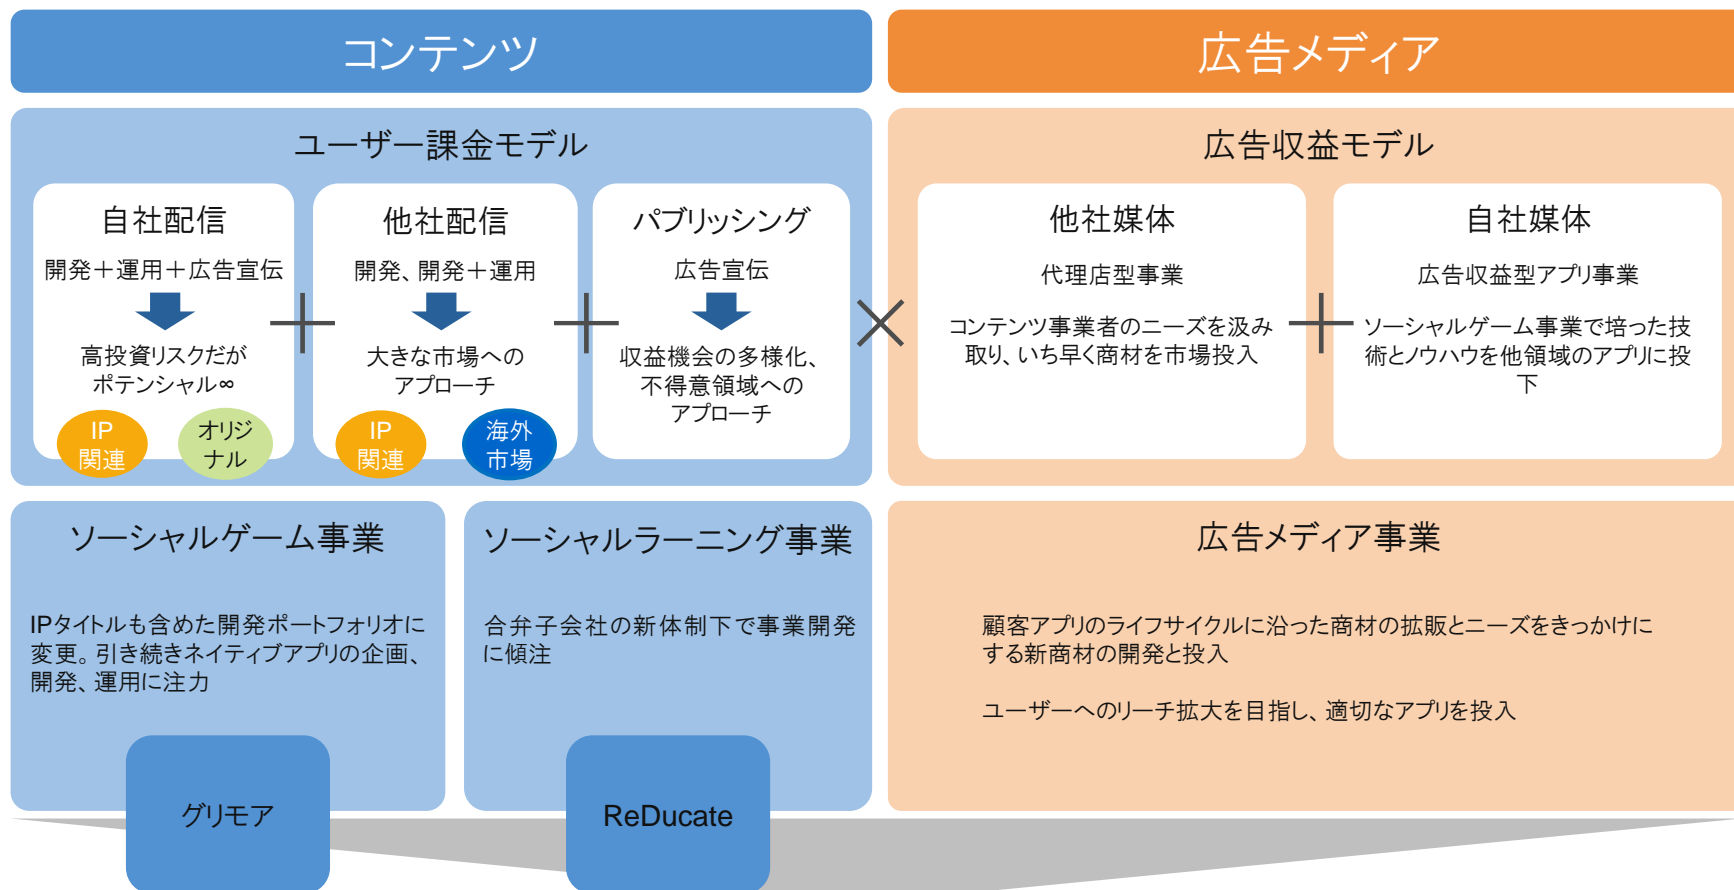 コンテンツ
広告メディア
ユーザー課金モデル
自社配信
開発＋運用＋広告宣伝
高投資リスクだが
ポテンシャル∞
IP
関連
オリジ
ナル
他社配信
開発、開発＋運用
大きな市場への
アプローチ
IP
関連
海外
市場
パブリッシング
広告宣伝
収益機会の多様化、
不得意領域への
アプローチ
広告収益モデル
他社媒体
代理店型事業
コンテンツ事業者のニーズを汲み
取り、いち早く商材を市場投入
自社媒体
広告収益型アプリ事業
ソーシャルゲーム事業で培った技
術とノウハウを他領域のアプリに投
下
ソーシャルゲーム事業
IPタイトルも含めた開発ポートフォリオに
変更。引き続きネイティブアプリの企画、
開発、運用に注力
グリモア
ソーシャルラーニング事業
合弁子会社の新体制下で事業開発
に傾注
ReDucate
広告メディア事業
顧客アプリのライフサイクルに沿った商材の拡販とニーズをきっかけに
する新商材の開発と投入
ユーザーへのリーチ拡大を目指し、適切なアプリを投入